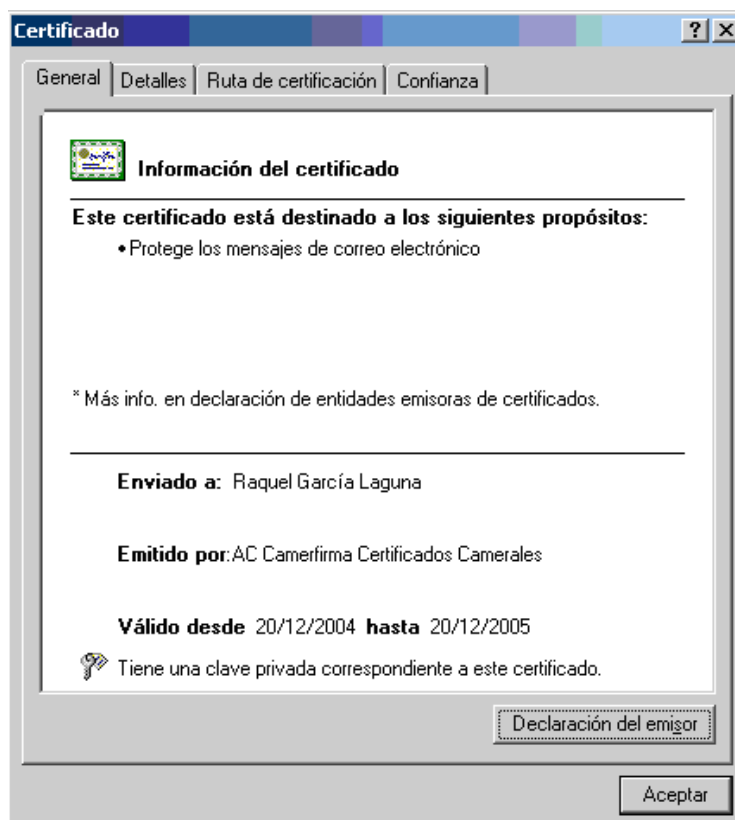 Certificado
General Detalles Ruta de certificación Confianza
Información del certificado
Este certificado está destinado a los siguientes propósitos:
•Protege los mensajes de correo electrónico
* Más info. en declaración de entidades emisoras de certificados.
Enviado a: Raquel García Laguna
Emitido por:AC Camerfirma Certificados Camerales
Válido desde 20/12/2004 hasta 20/12/2005
Tiene una clave privada correspondiente a este certificado.
Declaración del emisor
Aceptar